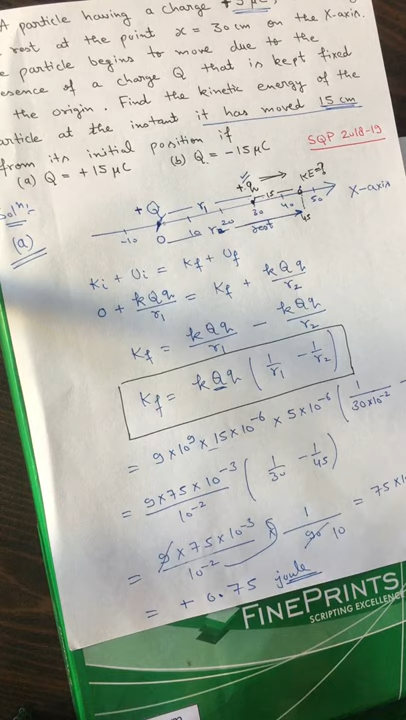 A particle having a charge +5 μC
rest at the point x = 30 cm on the X-axis.
particle begins to move due to the
of a charge Q that is kept fixed
the origin. Find the kinetic energy of the
at the instant it has moved 15 cm
from its initial position if
(a) Q = +15 μC (b) Q = -15 μC
SQP 2018-19
(a)
+Q r₁ +q 15 KE=?
-10 0 10 r₂ 20 30 40 50 X-axis
rest 45
Ki + Ui = Kf + Uf
0 + kQq/r₁ = Kf + kQq/r₂
Kf = kQq/r₁ - kQq/r₂
Kf = kQq (1/r₁ - 1/r₂)
= 9×10⁹ × 15×10⁻⁶ × 5×10⁻⁶ (1/30×10⁻² -
= 9×75×10⁻³/10⁻² (1/30 - 1/45)
= 9×75×10⁻³/10⁻² × 1/90 10 = 75×10
= + 0.75 joule
FINEPRINTS
SCRIPTING EXCELLENCE